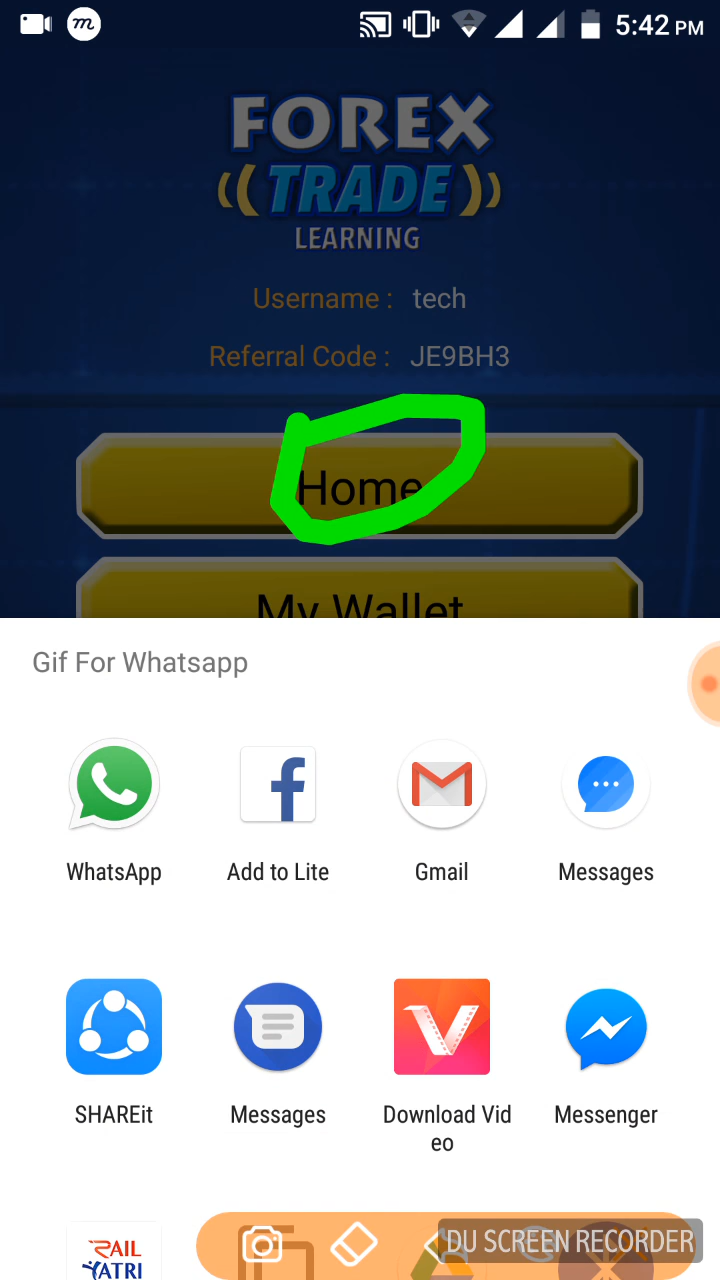 m
5:42 PM
FOREX
TRADE
LEARNING
Username : tech
Referral Code : JE9BH3
Home
My Wallet
Gif For Whatsapp
WhatsApp
Add to Lite
Gmail
Messages
SHAREit
Messages
Download Vid
eo
Messenger
RAIL
YATRI
DU SCREEN RECORDER